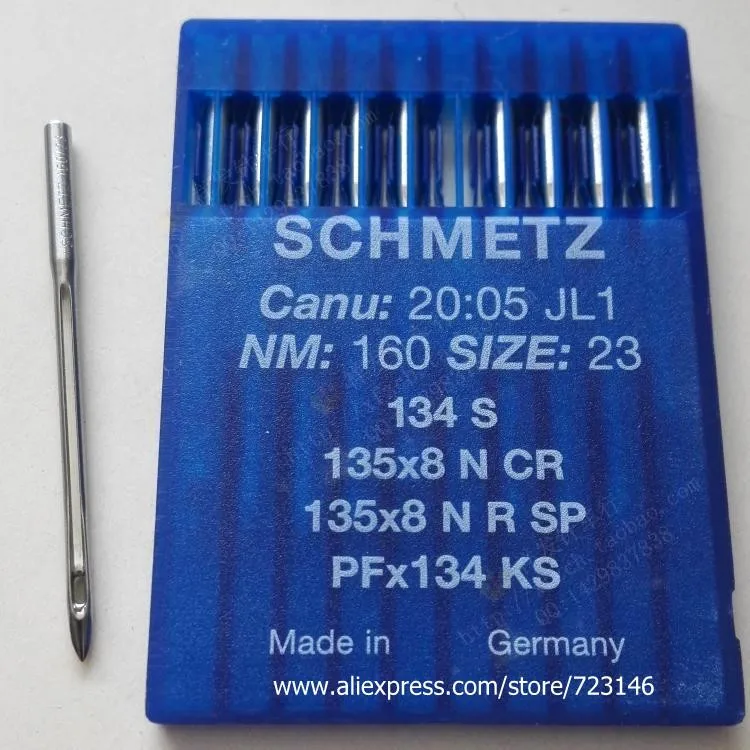 SCHMETZ
Canu: 20:05 JL1
NM: 160 SIZE: 23
134 S
135x8 N CR
135x8 N R SP
PFx134 KS
Made in Germany
www.aliexpress.com/store/723146